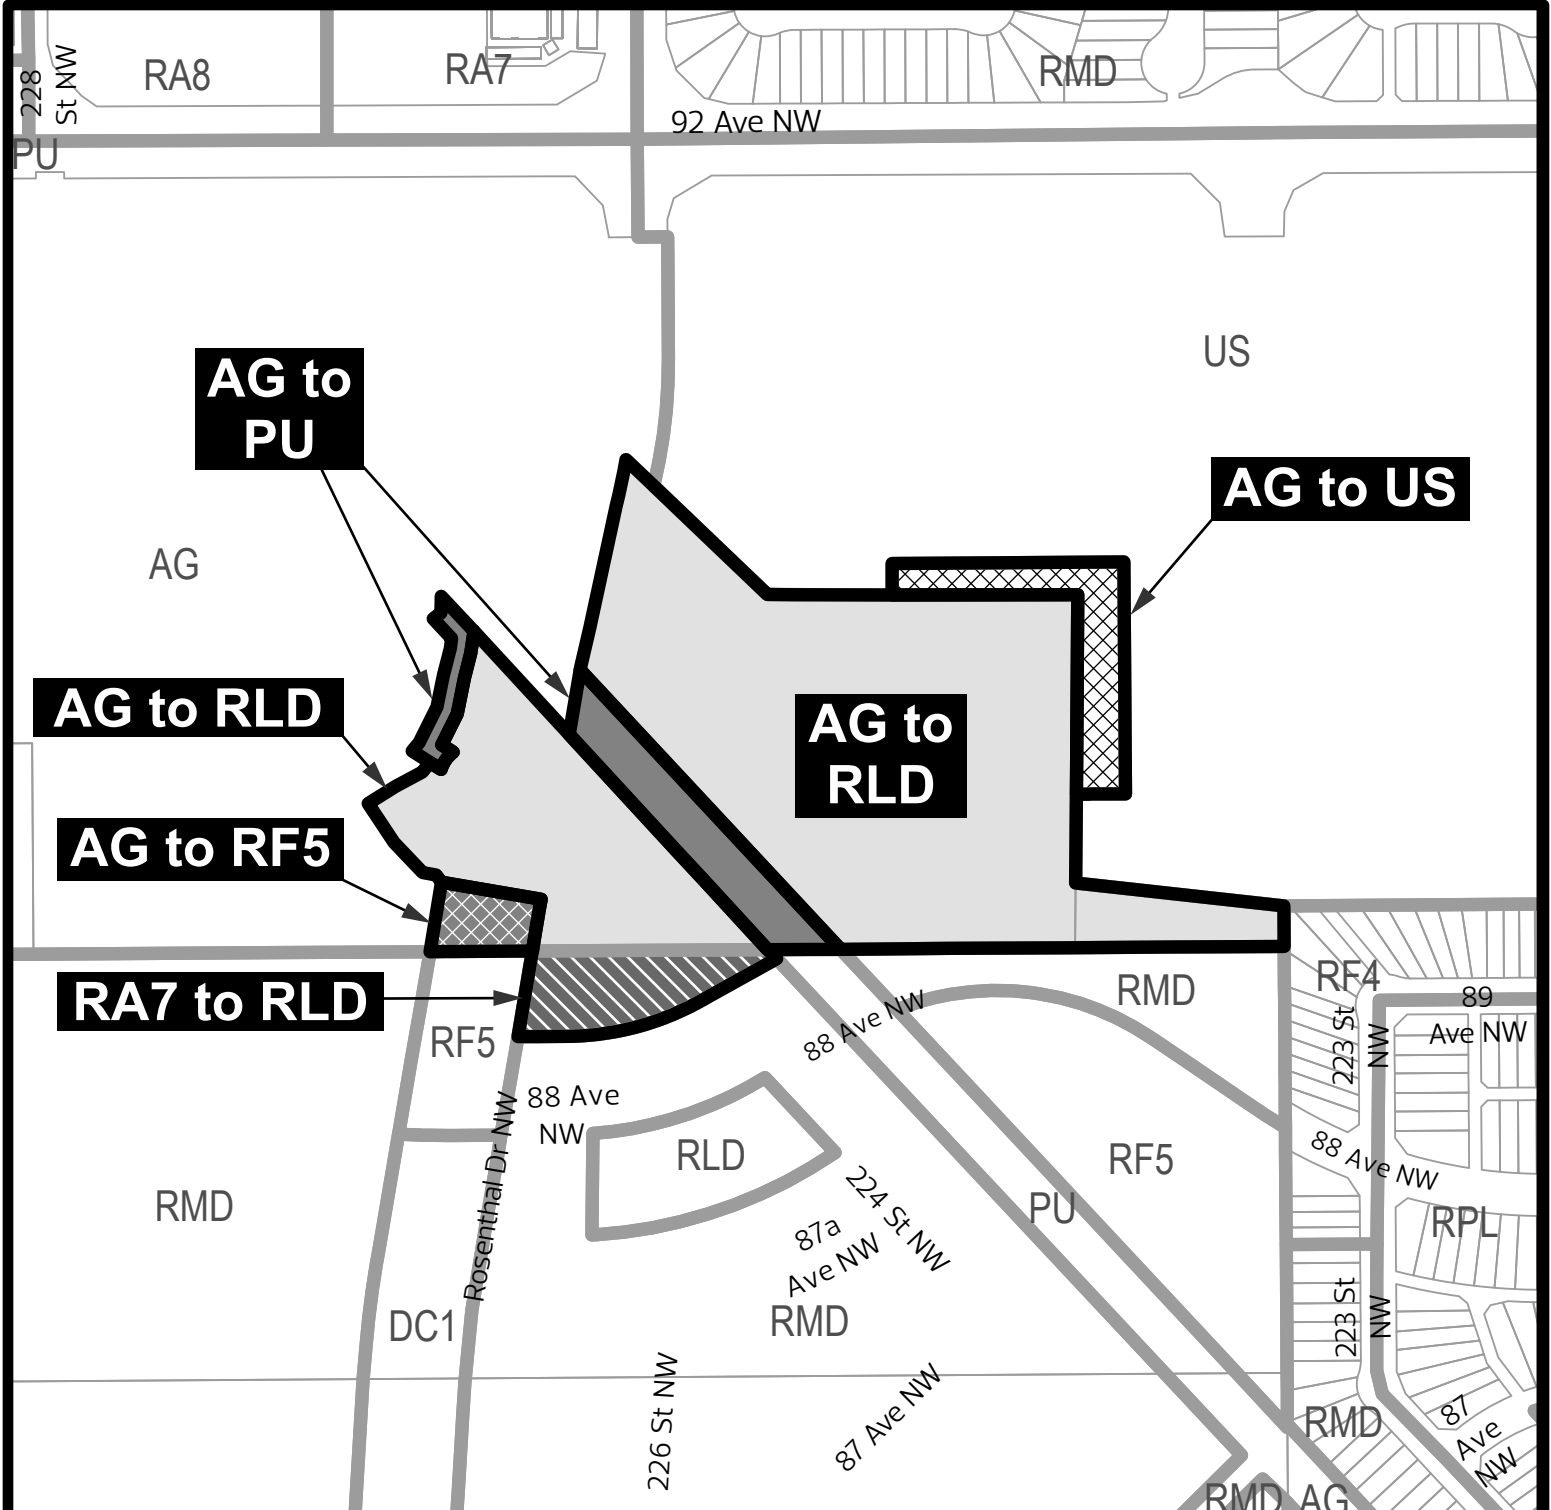 228
St NW
RA8
RA7
RMD
92 Ave NW
PU
US
AG to
PU
AG to US
AG
AG to RLD
AG to
RLD
AG to RF5
RA7 to RLD
RMD
RF4
89
Ave NW
223 St
NW
88 Ave NW
RF5
88 Ave
NW
Rosenthal Dr NW
RLD
RF5
88 Ave NW
RMD
224 St NW
PU
RPL
87a
Ave NW
DC1
RMD
223 St
NW
226 St NW
87 Ave NW
RMD
87
Ave
NW
RMD
AG